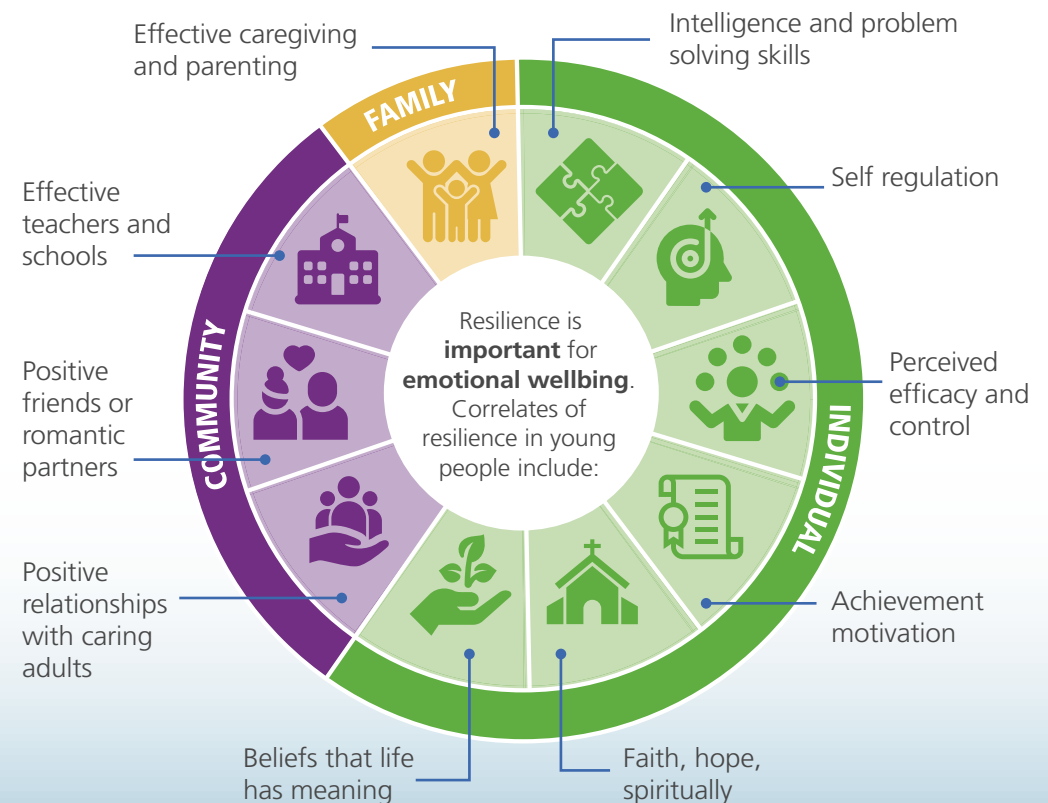 Effective caregiving
and parenting
Intelligence and problem
solving skills
FAMILY
Self regulation
Effective
teachers and
schools
Resilience is
important for
emotional wellbing.
Correlates of
resilience in young
people include:
Perceived
efficacy and
control
Positive
friends or
romantic
partners
COMMUNITY
INDIVIDUAL
Positive
relationships
with caring
adults
Achievement
motivation
Beliefs that life
has meaning
Faith, hope,
spiritually